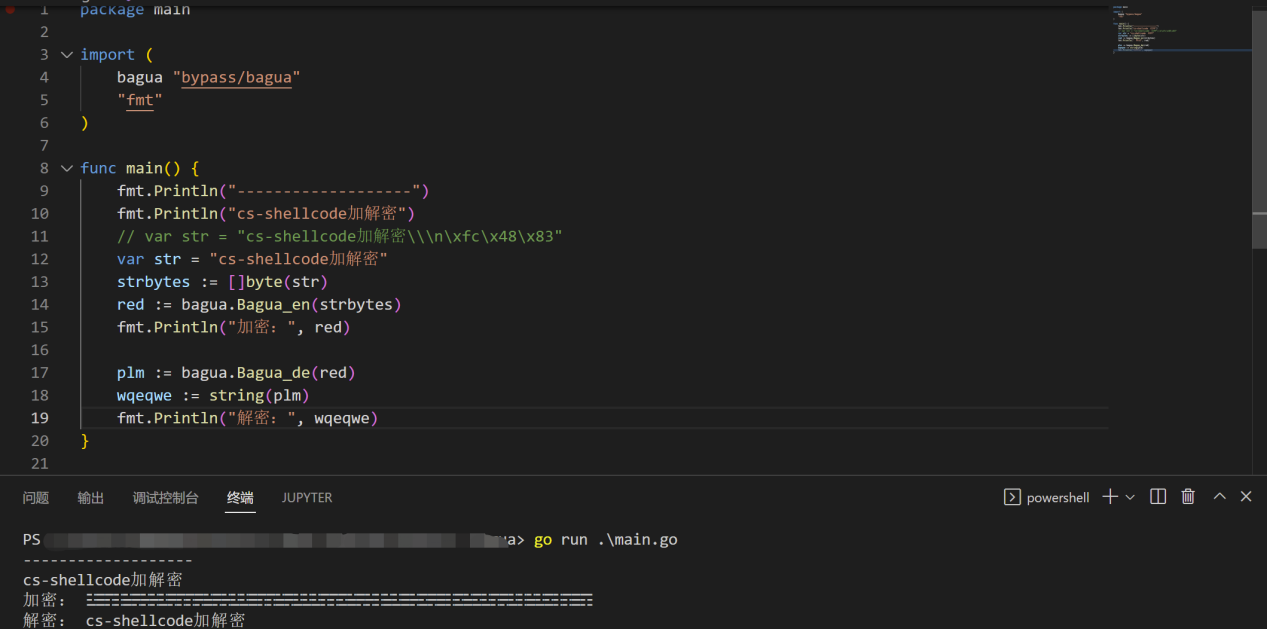 1 package main
2
3 import (
4 bagua "bypass/bagua"
5 "fmt"
6 )
7
8 func main() {
9 fmt.Println("-------------------")
10 fmt.Println("cs-shellcode加解密")
11 // var str = "cs-shellcode加解密\\\n\xfc\x48\x83"
12 var str = "cs-shellcode加解密"
13 strbytes := []byte(str)
14 red := bagua.Bagua_en(strbytes)
15 fmt.Println("加密：", red)
16
17 plm := bagua.Bagua_de(red)
18 wqeqwe := string(plm)
19 fmt.Println("解密：", wqeqwe)
20 }
21
问题 输出 调试控制台 终端 JUPYTER powershell
PS ua> go run .\main.go
-------------------
cs-shellcode加解密
加密：
解密： cs-shellcode加解密